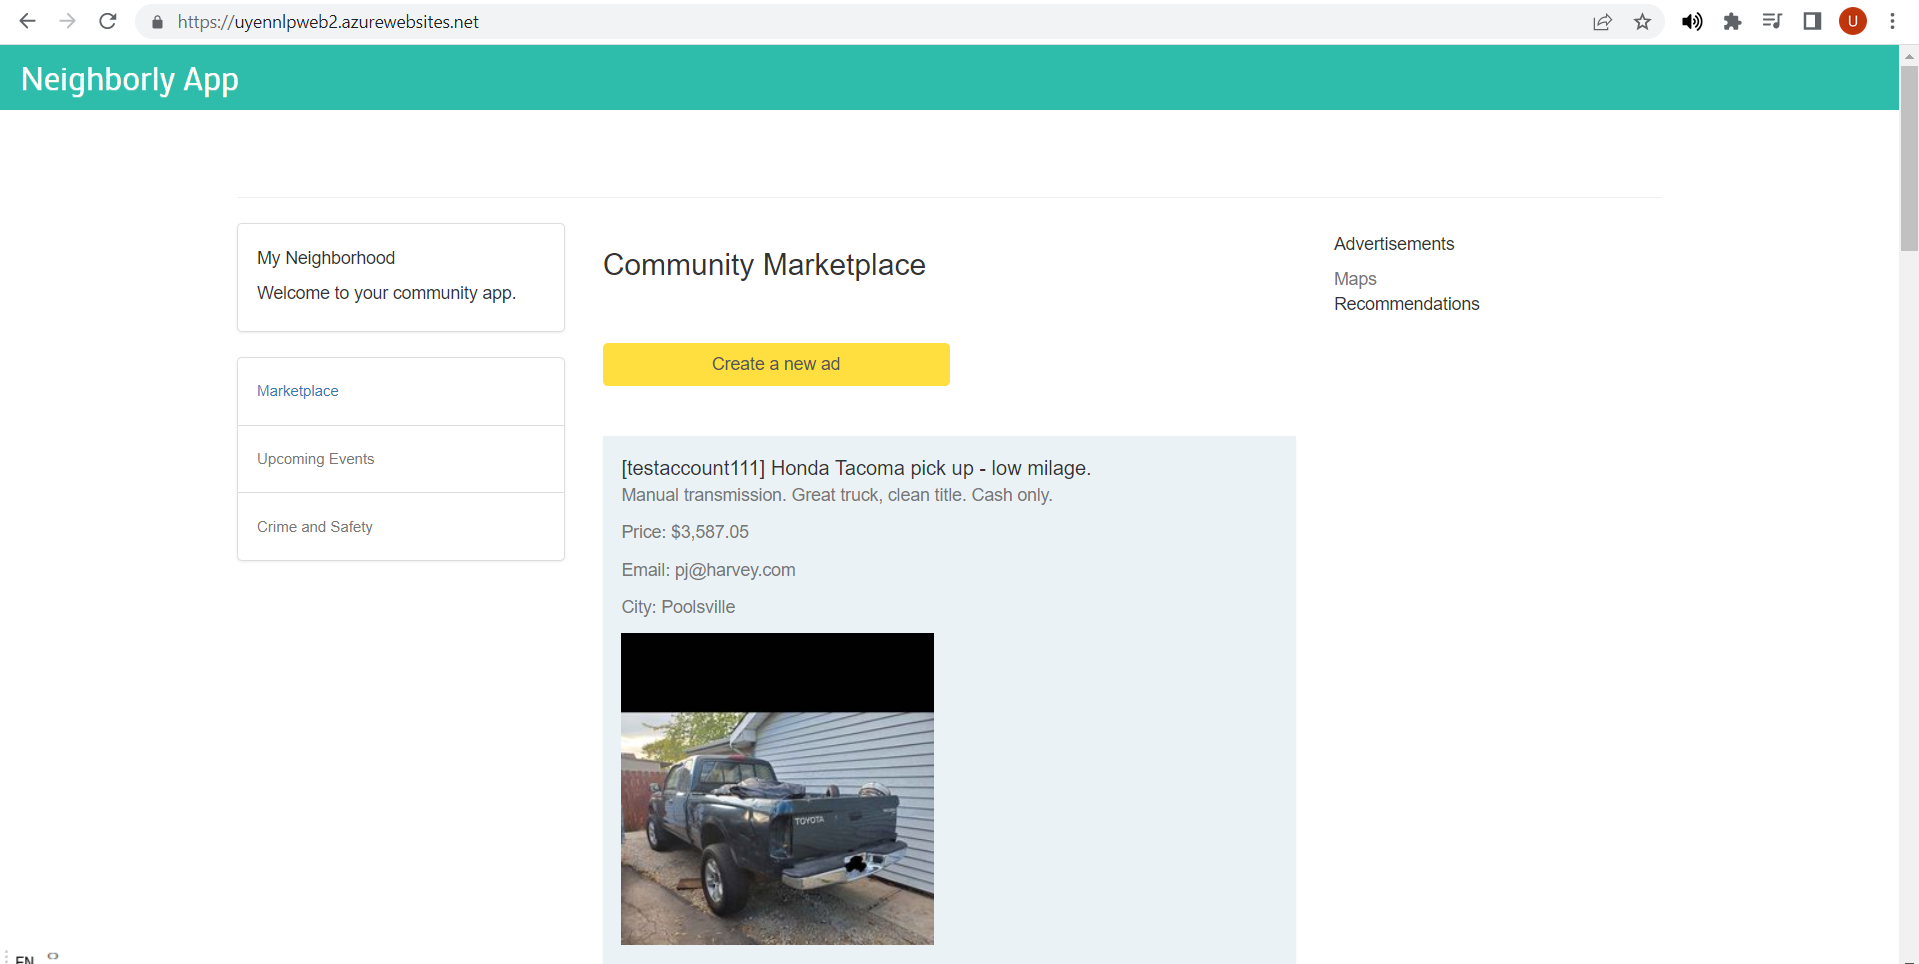 https://uyennlpweb2.azurewebsites.net
U
Neighborly App
My Neighborhood
Welcome to your community app.
Marketplace
Upcoming Events
Crime and Safety
Community Marketplace
Create a new ad
[testaccount111] Honda Tacoma pick up - low milage.
Manual transmission. Great truck, clean title. Cash only.
Price: $3,587.05
Email: pj@harvey.com
City: Poolsville
TOYOTA
Advertisements
Maps
Recommendations
EN